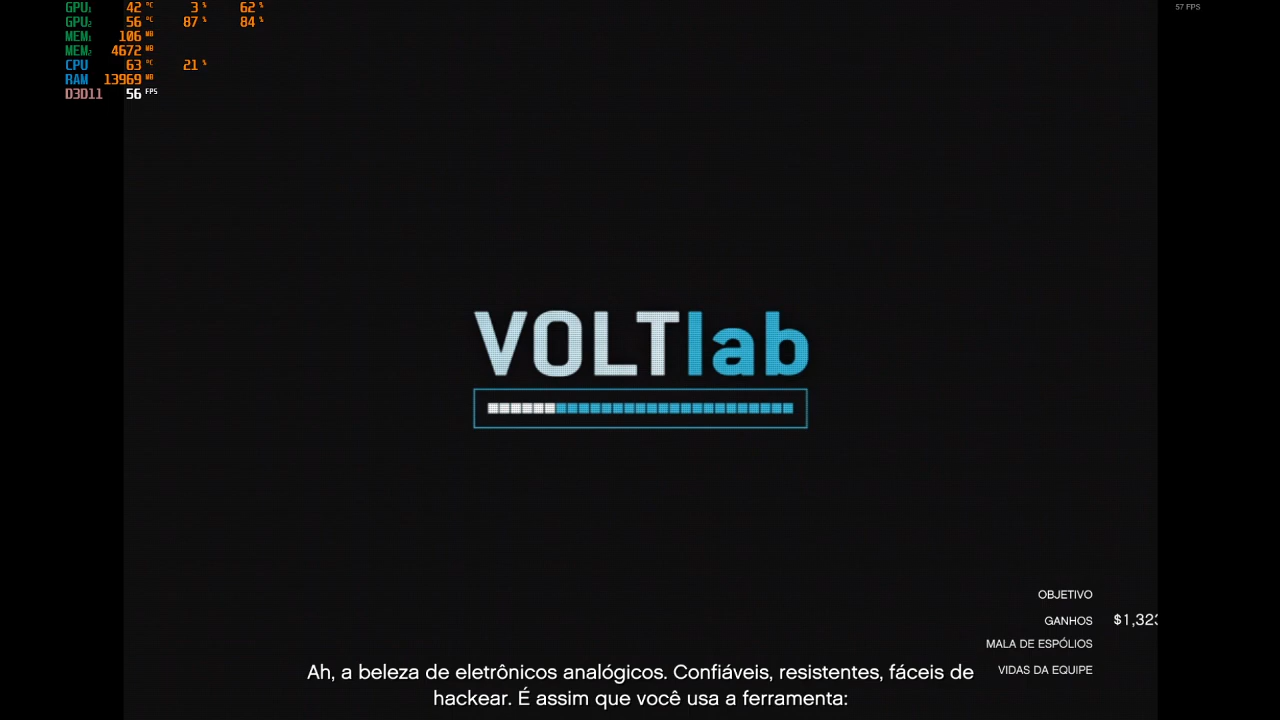 GPU₁ 42 °C 3 % 62 %
57 FPS
GPU₂ 56 °C 87 % 84 %
MEM₁ 106 MB
MEM₂ 4672 MB
CPU 63 °C 21 %
RAM 13969 MB
D3D11 56 FPS
VOLTlab
OBJETIVO
GANHOS $1,323
MALA DE ESPÓLIOS
VIDAS DA EQUIPE
Ah, a beleza de eletrônicos analógicos. Confiáveis, resistentes, fáceis de
hackear. É assim que você usa a ferramenta: